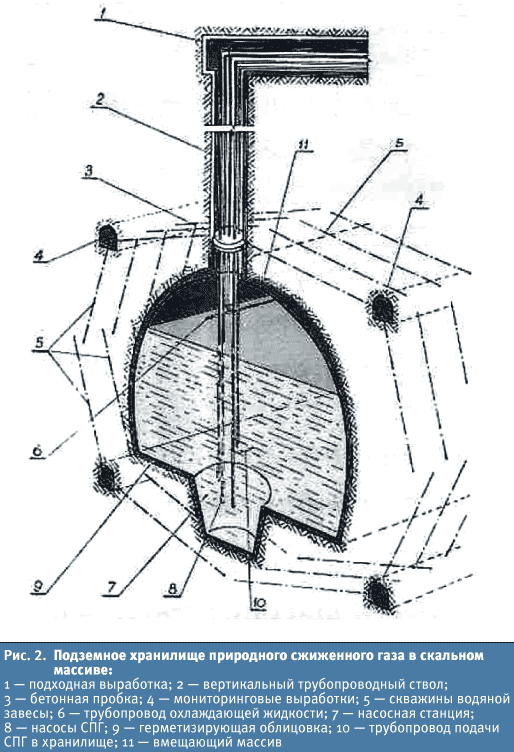 1
2
11
5
3
4
4
5
6
9
7
8
10
Рис. 2. Подземное хранилище природного сжиженного газа в скальном
массиве:
1 — подходная выработка; 2 — вертикальный трубопроводный ствол;
3 — бетонная пробка; 4 — мониторинговые выработки; 5 — скважины водяной
завесы; 6 — трубопровод охлаждающей жидкости; 7 — насосная станция;
8 — насосы СПГ; 9 — герметизирующая облицовка; 10 — трубопровод подачи
СПГ в хранилище; 11 — вмещающий массив